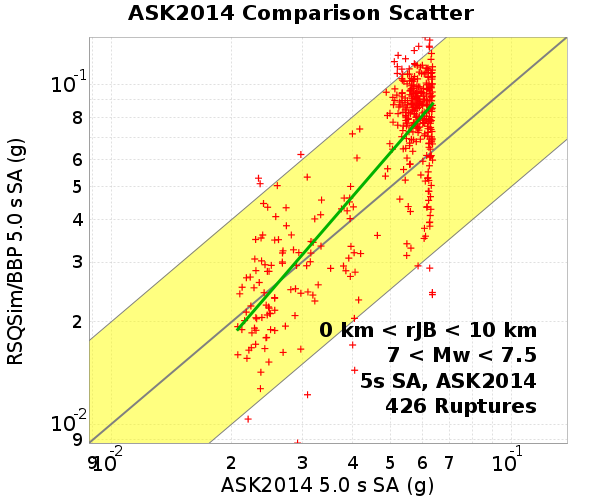 ASK2014 Comparison Scatter
RSQSim/BBP 5.0 s SA (g)
10-1
8
6
5
4
3
2
10-2
9
0 km < rJB < 10 km
7 < Mw < 7.5
5s SA, ASK2014
426 Ruptures
9 10-2 2 3 4 5 6 7 10-1
ASK2014 5.0 s SA (g)